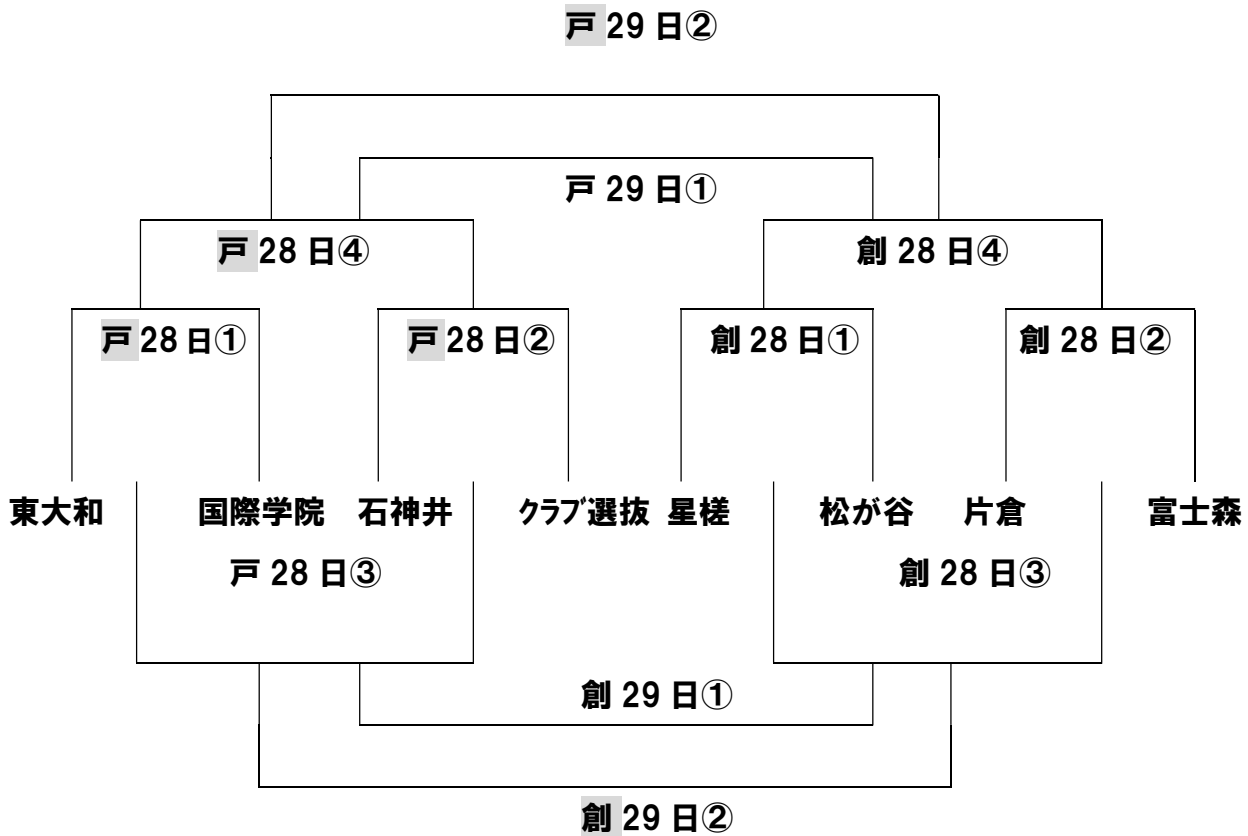 戸 29 日②
戸 29 日①
戸 28 日④
創 28 日④
戸 28 日①
戸 28 日②
創 28 日①
創 28 日②
東大和
国際学院
石神井
クラブ選抜
星槎
松が谷
片倉
富士森
戸 28 日③
創 28 日③
創 29 日①
創 29 日②